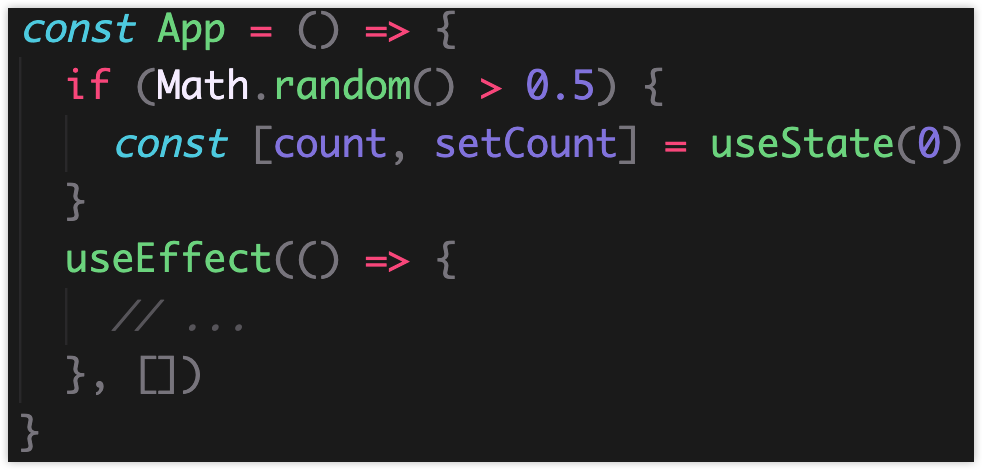 const App = () => {
  if (Math.random() > 0.5) {
    const [count, setCount] = useState(0)
  }
  useEffect(() => {
    // ...
  }, [])
}